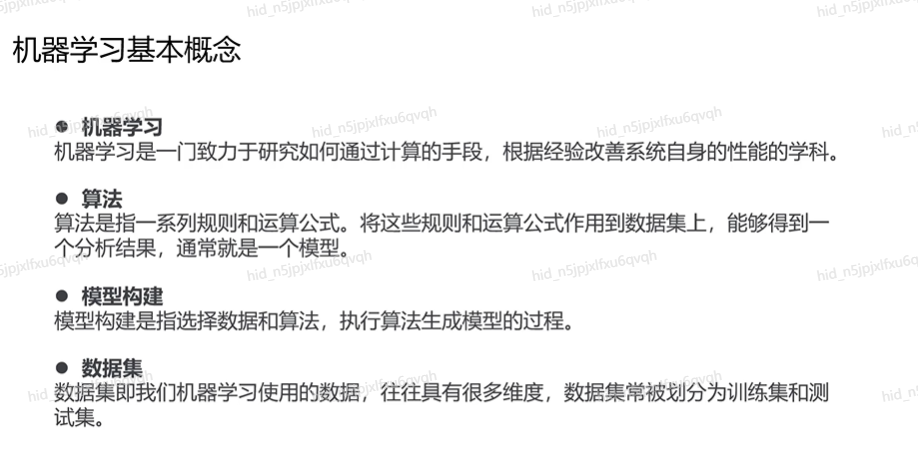 机器学习基本概念
● 机器学习
机器学习是一门致力于研究如何通过计算的手段，根据经验改善系统自身的性能的学科。
● 算法
算法是指一系列规则和运算公式。将这些规则和运算公式作用到数据集上，能够得到一
个分析结果，通常就是一个模型。
● 模型构建
模型构建是指选择数据和算法，执行算法生成模型的过程。
● 数据集
数据集即我们机器学习使用的数据，往往具有很多维度，数据集常被划分为训练集和测
试集。
hid_n5jpjxlfxu6qvqh